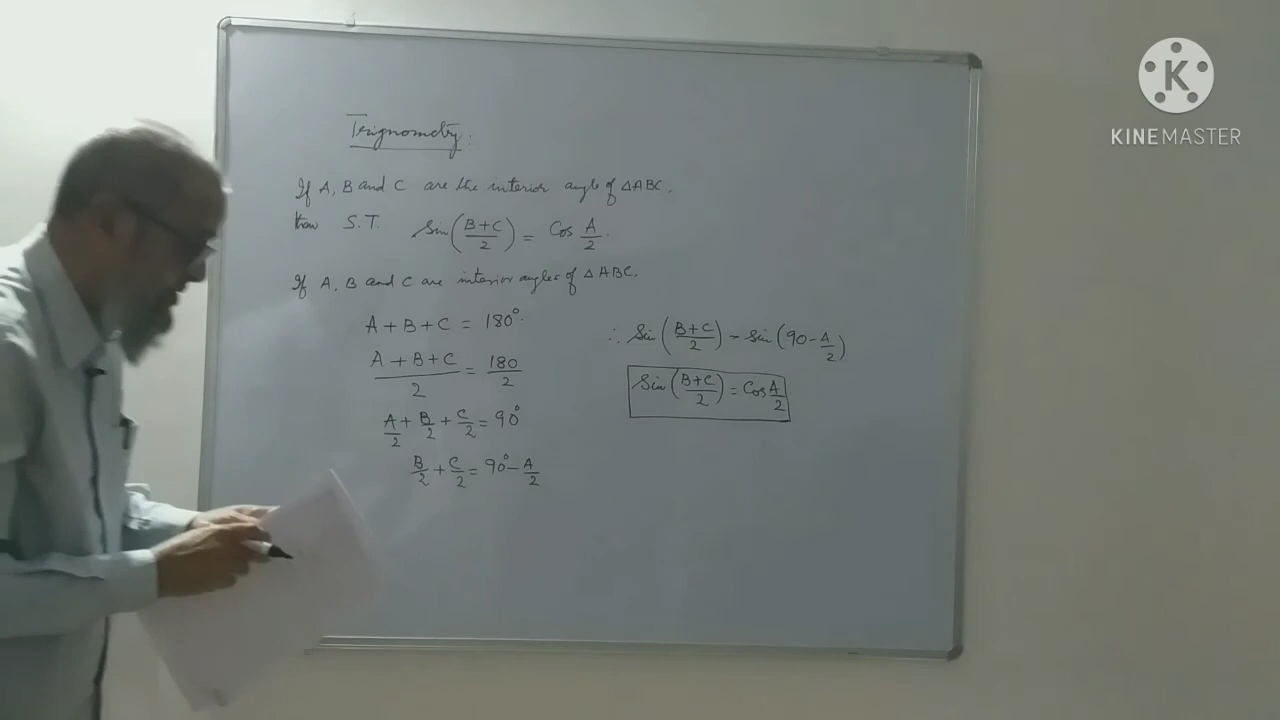 Trignometry:
If A, B and C are the interior angle of △ABC.
then S.T. Sin(B+C/2) = Cos A/2.
If A, B and C are interior angles of △ABC.
A + B + C = 180°.
A + B + C / 2 = 180/2
A/2 + B/2 + C/2 = 90°
B/2 + C/2 = 90° - A/2
∴ Sin(B+C/2) = Sin(90 - A/2)
Sin(B+C/2) = Cos A/2
K
KINEMASTER